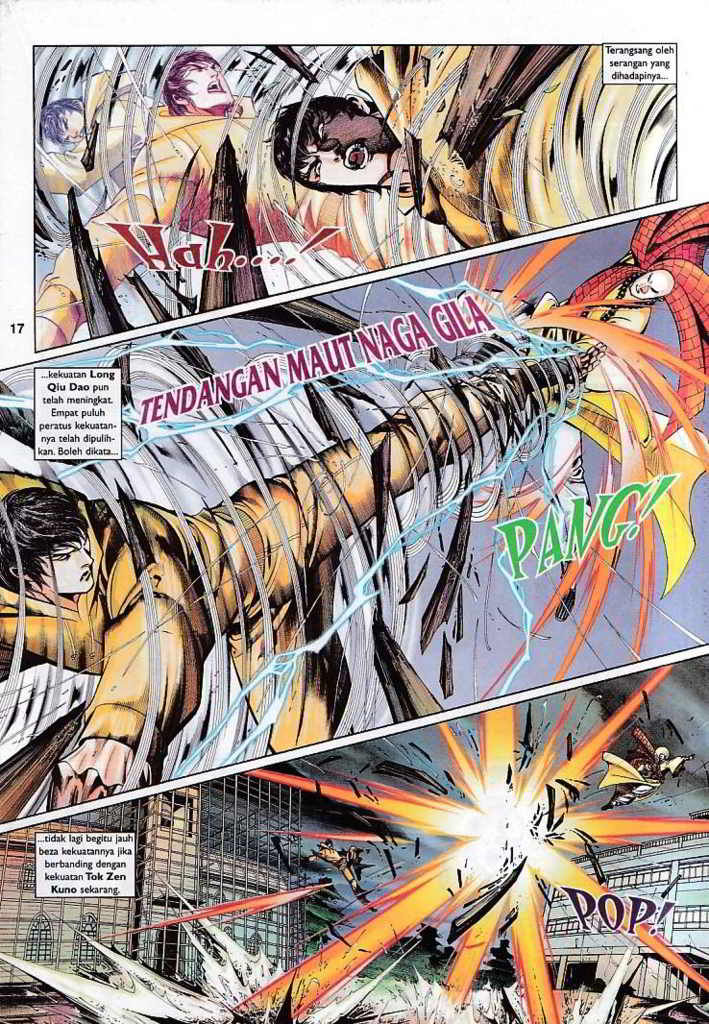 Terangsang oleh
serangan yang
dihadapinya...
Hah....!
17
TENDANGAN MAUT NAGA GILA
...kekuatan Long
Qiu Dao pun
telah meningkat.
Empat puluh
peratus kekuatan-
nya telah dipulih-
kan. Boleh dikata...
PANG!
...tidak lagi begitu jauh
beza kekuatannya jika
berbanding dengan
kekuatan Tok Zen
Kuno sekarang.
POP!